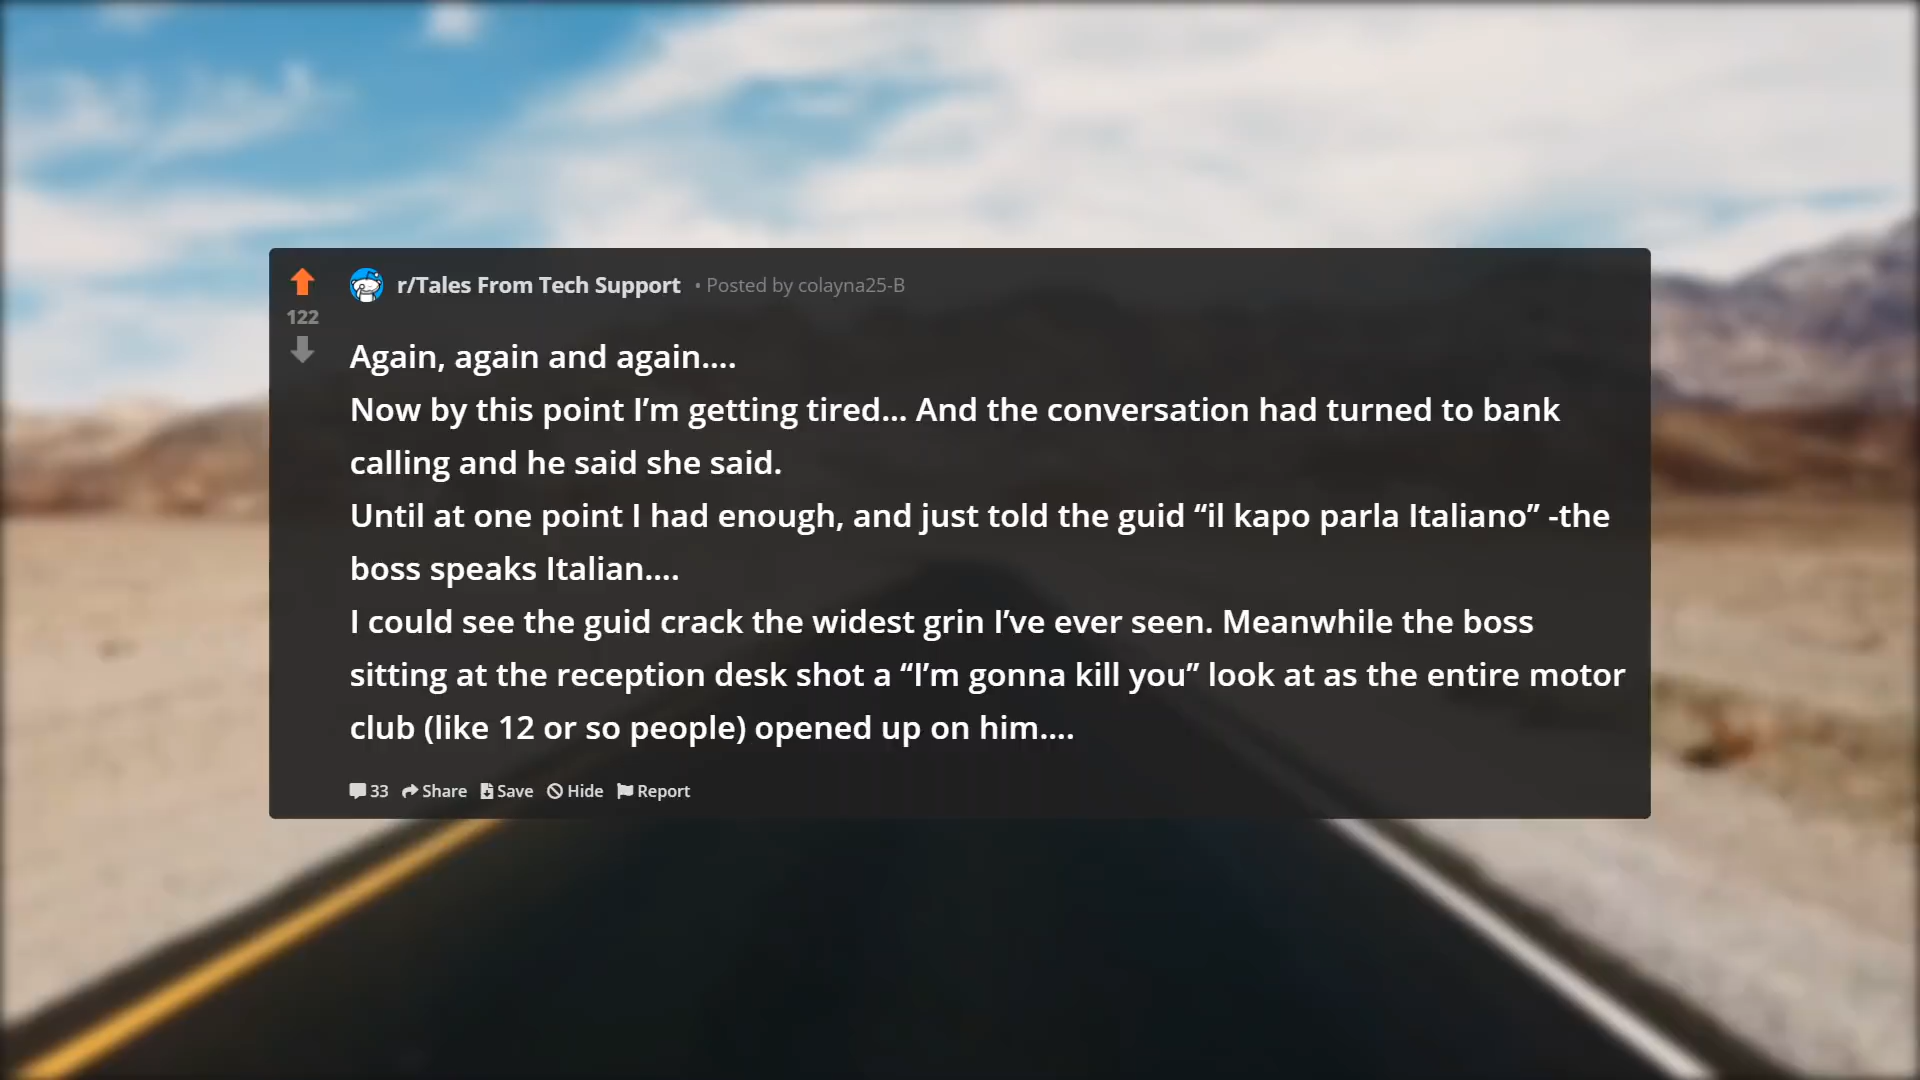 r/Tales From Tech Support • Posted by colayna25-B
122
Again, again and again....
Now by this point I’m getting tired... And the conversation had turned to bank
calling and he said she said.
Until at one point I had enough, and just told the guid “il kapo parla Italiano” -the
boss speaks Italian....
I could see the guid crack the widest grin I’ve ever seen. Meanwhile the boss
sitting at the reception desk shot a “I’m gonna kill you” look at as the entire motor
club (like 12 or so people) opened up on him....
33 Share Save Hide Report